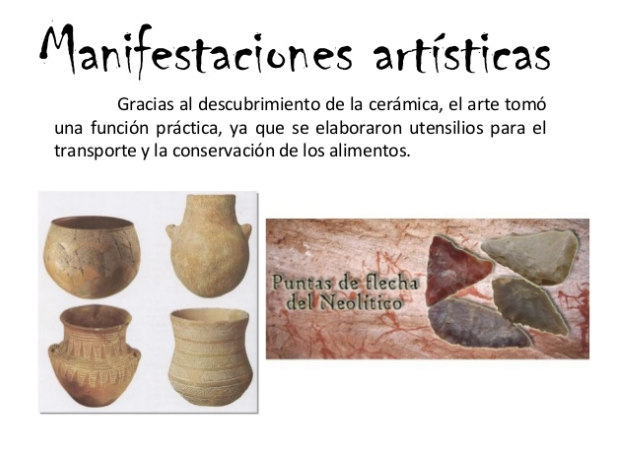 Manifestaciones artísticas
Gracias al descubrimiento de la cerámica, el arte tomó
una función práctica, ya que se elaboraron utensilios para el
transporte y la conservación de los alimentos.
Puntas de flecha
del Neolítico